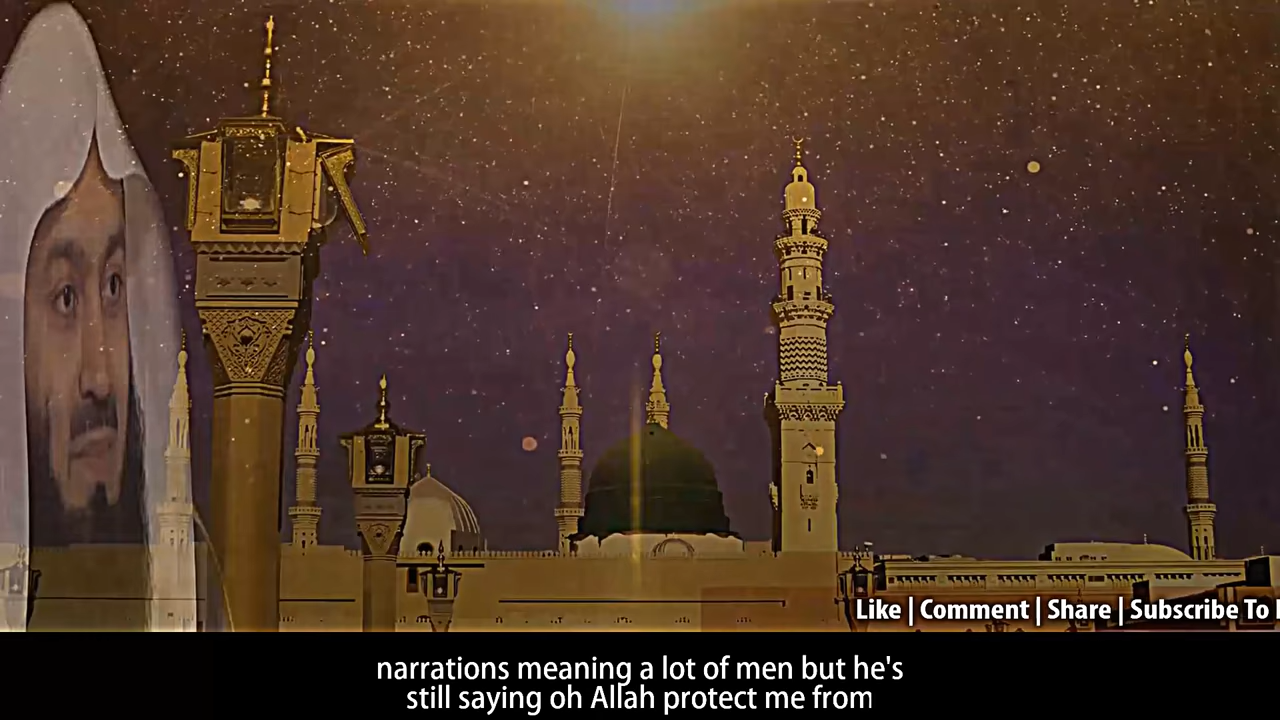 Like | Comment | Share | Subscribe To
narrations meaning a lot of men but he's
still saying oh Allah protect me from